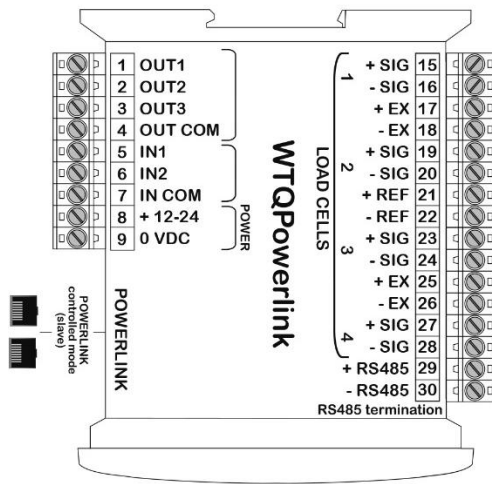 1 OUT1
2 OUT2
3 OUT3
4 OUT COM
5 IN1
6 IN2
7 IN COM
8 + 12-24
9 0 VDC
POWER
POWERLINK
POWERLINK
controlled mode
(slave)
WTQPowerlink
LOAD CELLS
1
2
3
4
+ SIG 15
- SIG 16
+ EX 17
- EX 18
+ SIG 19
- SIG 20
+ REF 21
- REF 22
+ SIG 23
- SIG 24
+ EX 25
- EX 26
+ SIG 27
- SIG 28
+ RS485 29
- RS485 30
RS485 termination